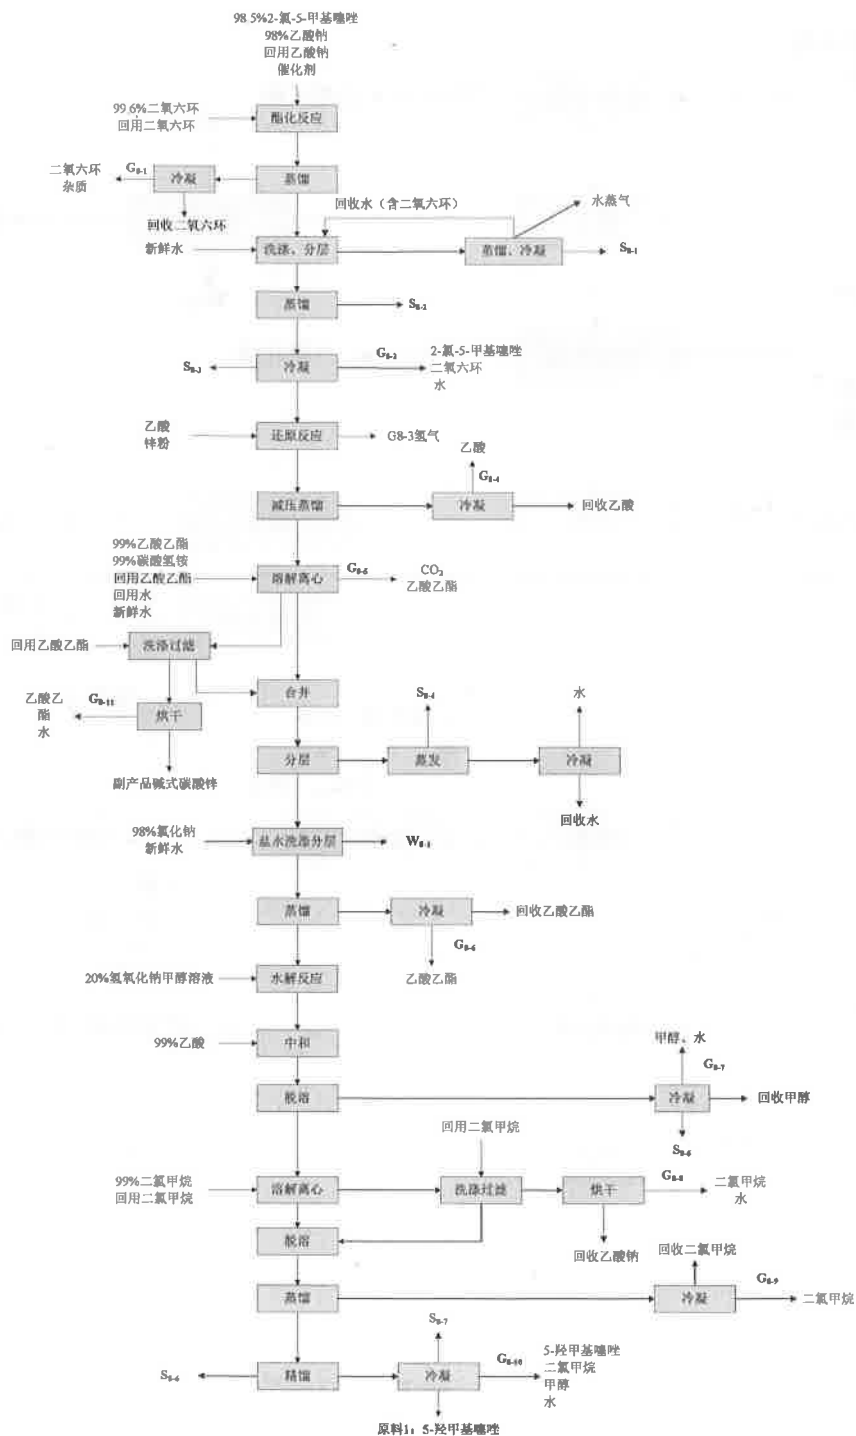 98.5%2-氯-5-甲基噻唑
98%乙酸钠
回用乙酸钠
催化剂
99.6%二氧六环
回用二氧六环
酯化反应
二氧六环
杂质
G8-1
冷凝
蒸馏
回收二氧六环
回收水（含二氧六环）
水蒸气
新鲜水
洗涤、分层
蒸馏、冷凝
S8-1
蒸馏
S8-2
S8-3
冷凝
G8-2
2-氯-5-甲基噻唑
二氧六环
水
乙酸
锌粉
还原反应
G8-3氢气
乙酸
G8-4
减压蒸馏
冷凝
回收乙酸
99%乙酸乙酯
99%碳酸氢铵
回用乙酸乙酯
回用水
新鲜水
溶解离心
G8-5
CO2
乙酸乙酯
回用乙酸乙酯
洗涤过滤
乙酸乙
酯
水
G8-11
烘干
合并
S8-4
水
副产品碱式碳酸锌
分层
蒸发
冷凝
回收水
98%氯化钠
新鲜水
盐水洗涤分层
W8-1
蒸馏
冷凝
回收乙酸乙酯
G8-6
乙酸乙酯
20%氢氧化钠甲醇溶液
水解反应
99%乙酸
中和
甲醇、水
G8-7
脱溶
冷凝
回收甲醇
S8-5
回用二氯甲烷
99%二氯甲烷
回用二氯甲烷
溶解离心
洗涤过滤
烘干
G8-8
二氯甲烷
水
脱溶
回收乙酸钠
回收二氯甲烷
蒸馏
冷凝
G8-9
二氯甲烷
S8-7
S8-6
精馏
冷凝
G8-10
5-羟甲基噻唑
二氯甲烷
甲醇
水
原料1：5-羟甲基噻唑